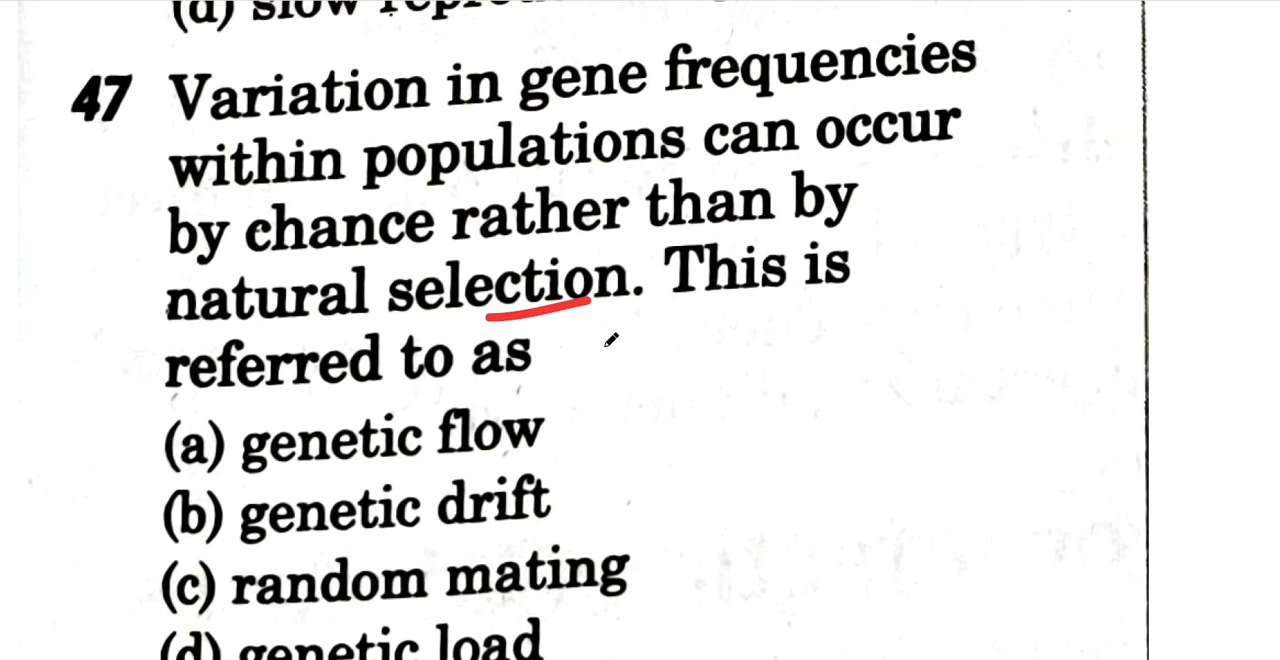 (d) slow
47 Variation in gene frequencies
within populations can occur
by chance rather than by
natural selection. This is
referred to as
(a) genetic flow
(b) genetic drift
(c) random mating
(d) genetic load